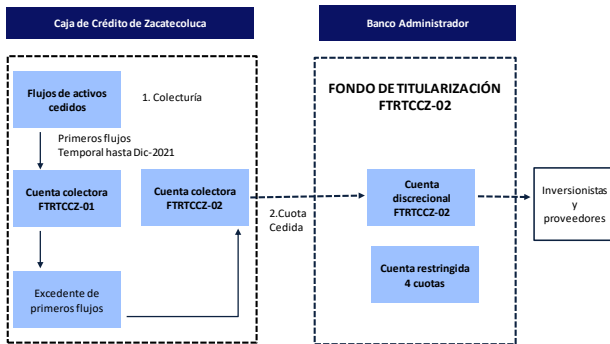 Caja de Crédito de Zacatecoluca
Banco Administrador
Flujos de activos
cedidos
1. Colecturía
Primeros flujos
Temporal hasta Dic-2021
Cuenta colectora
FTRTCCZ-01
Cuenta colectora
FTRTCCZ-02
Excedente de
primeros flujos
2.Cuota
Cedida
FONDO DE TITULARIZACIÓN
FTRTCCZ-02
Cuenta
discrecional
FTRTCCZ-02
Cuenta restringida
4 cuotas
Inversionistas
y
proveedores